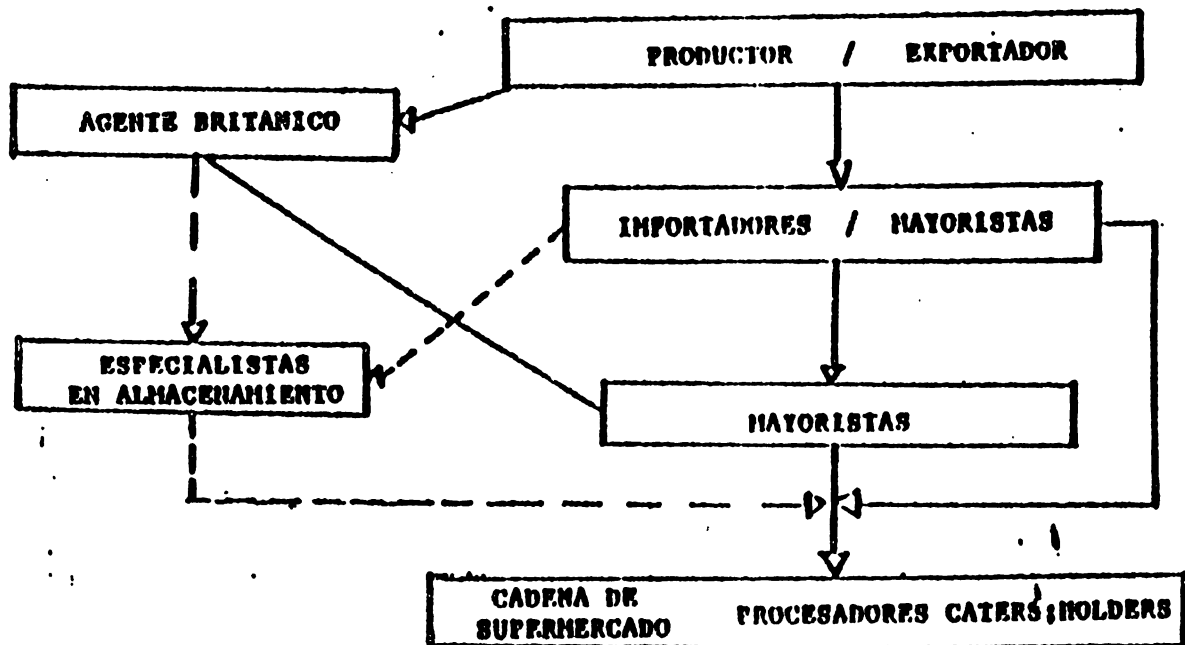 PRODUCTOR / EXPORTADOR
AGENTE BRITANICO
IMPORTADORES / MAYORISTAS
ESPECIALISTAS
EN ALMACENAMIENTO
MAYORISTAS
CADENA DE
SUPERMERCADO
PROCESADORES CATERS;HOLDERS